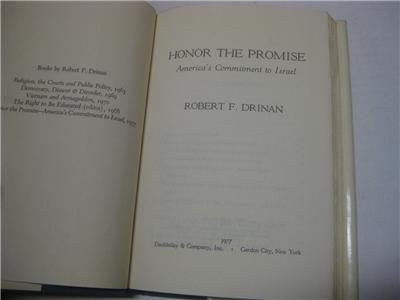 Books by Robert F. Drinan
Religion, the Courts and Public Policy, 1963
Democracy, Dissent & Disorder, 1969
Vietnam and Armageddon, 1970
The Right to Be Educated (editor), 1968
or the Promise—America's Commitment to Israel, 1977
HONOR THE PROMISE
America's Commitment to Israel
ROBERT F. DRINAN
1977
Doubleday & Company, Inc. · Garden City, New York